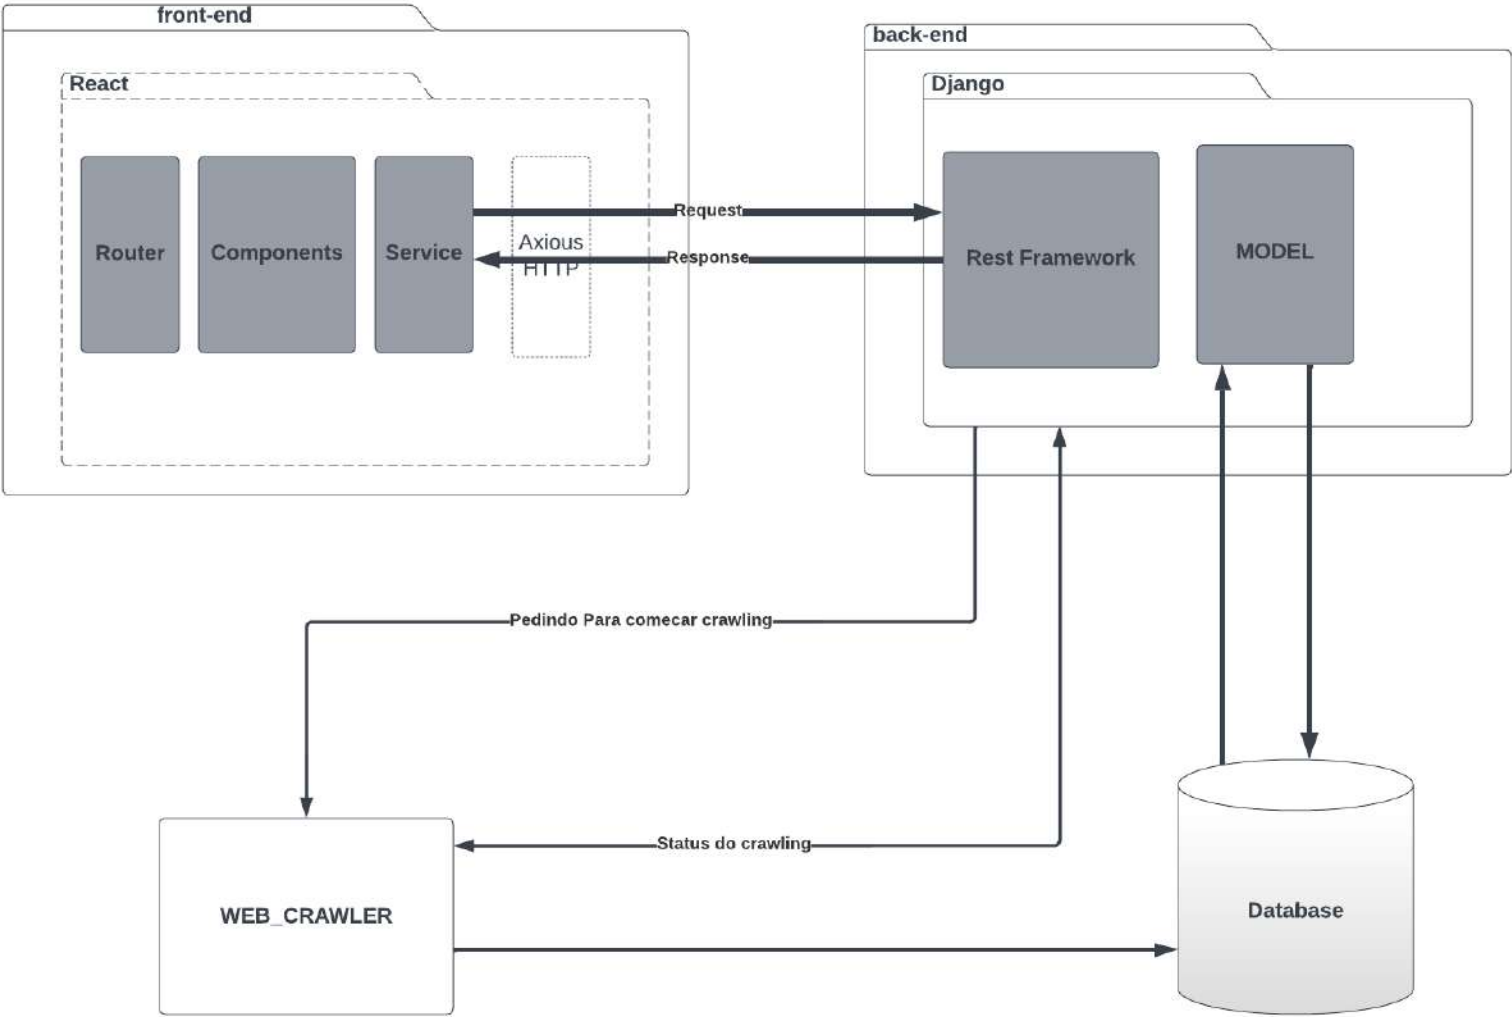 front-end
back-end
React
Django
Router
Components
Service
Axious
HTTP
Request
Response
Rest Framework
MODEL
Pedindo Para comecar crawling
Status do crawling
WEB_CRAWLER
Database